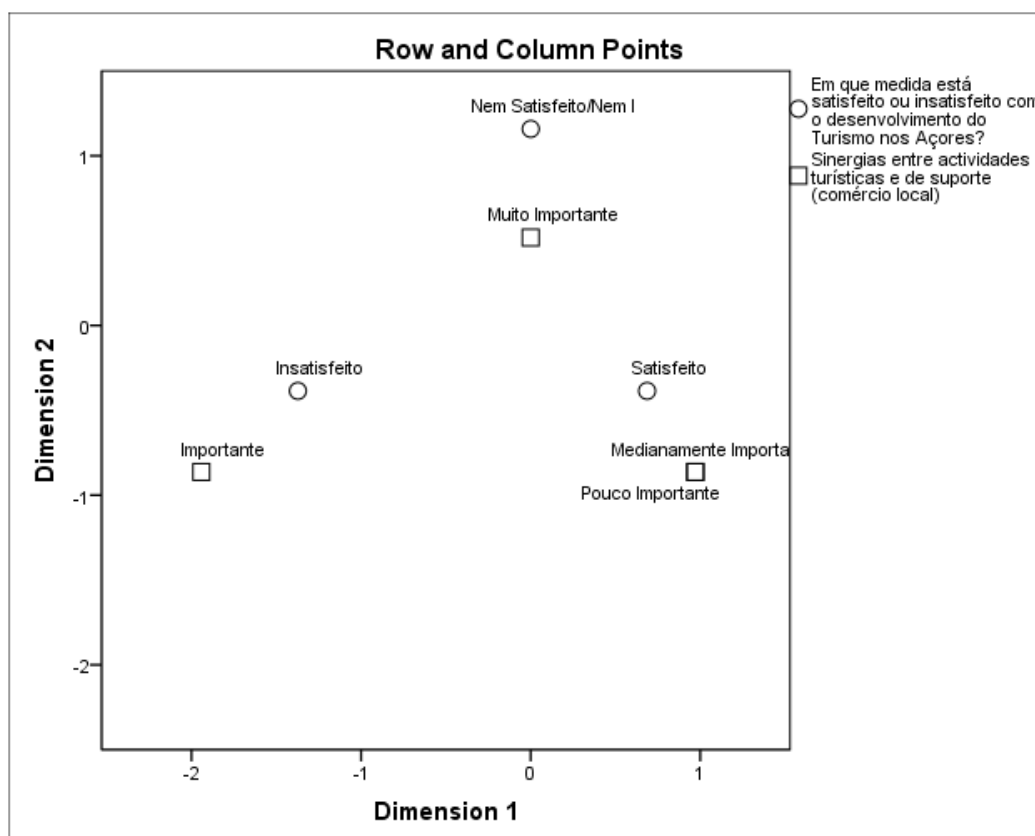 Row and Column Points
Em que medida está
satisfeito ou insatisfeito com
o desenvolvimento do
Turismo nos Açores?
Sinergias entre actividades
turísticas e de suporte
(comércio local)
Nem Satisfeito/Nem I
Muito Importante
Insatisfeito
Satisfeito
Importante
Medianamente Importa
Pouco Importante
Dimension 2
1
0
-1
-2
-2
-1
0
1
Dimension 1